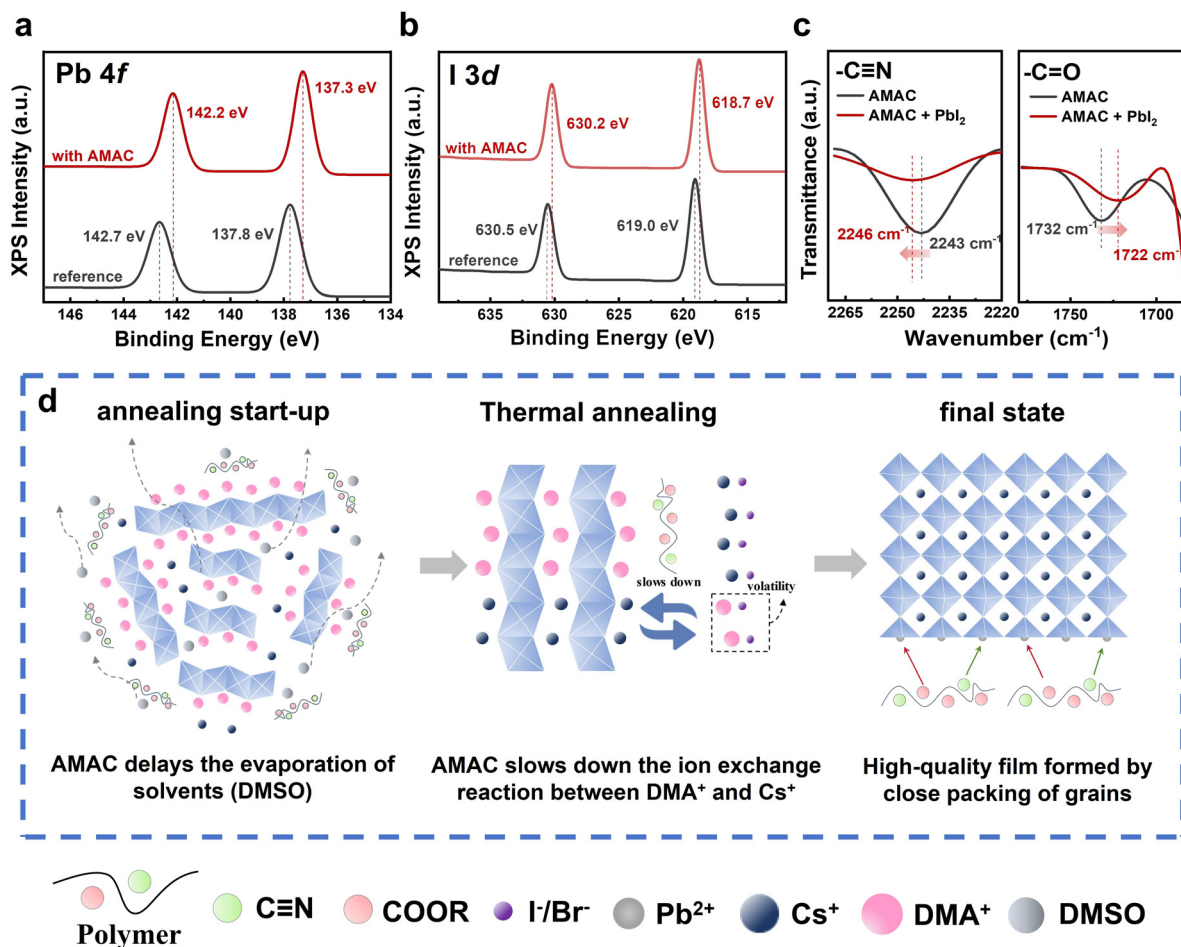 a
Pb 4f
XPS Intensity (a.u.)
142.2 eV
137.3 eV
with AMAC
142.7 eV
137.8 eV
reference
146 144 142 140 138 136 134
Binding Energy (eV)
b
I 3d
XPS Intensity (a.u.)
630.2 eV
618.7 eV
with AMAC
630.5 eV
619.0 eV
reference
635 630 625 620 615
Binding Energy (eV)
c
Transmittance (a.u.)
-C≡N
AMAC
AMAC + PbI₂
2246 cm⁻¹
2243 cm⁻¹
2265 2250 2235 2220
-C=O
AMAC
AMAC + PbI₂
1732 cm⁻¹
1722 cm⁻¹
1750 1700
Wavenumber (cm⁻¹)
d
annealing start-up
Thermal annealing
final state
slows down
volatility
AMAC delays the evaporation of
solvents (DMSO)
AMAC slows down the ion exchange
reaction between DMA⁺ and Cs⁺
High-quality film formed by
close packing of grains
Polymer
C≡N
COOR
I⁻/Br⁻
Pb²⁺
Cs⁺
DMA⁺
DMSO